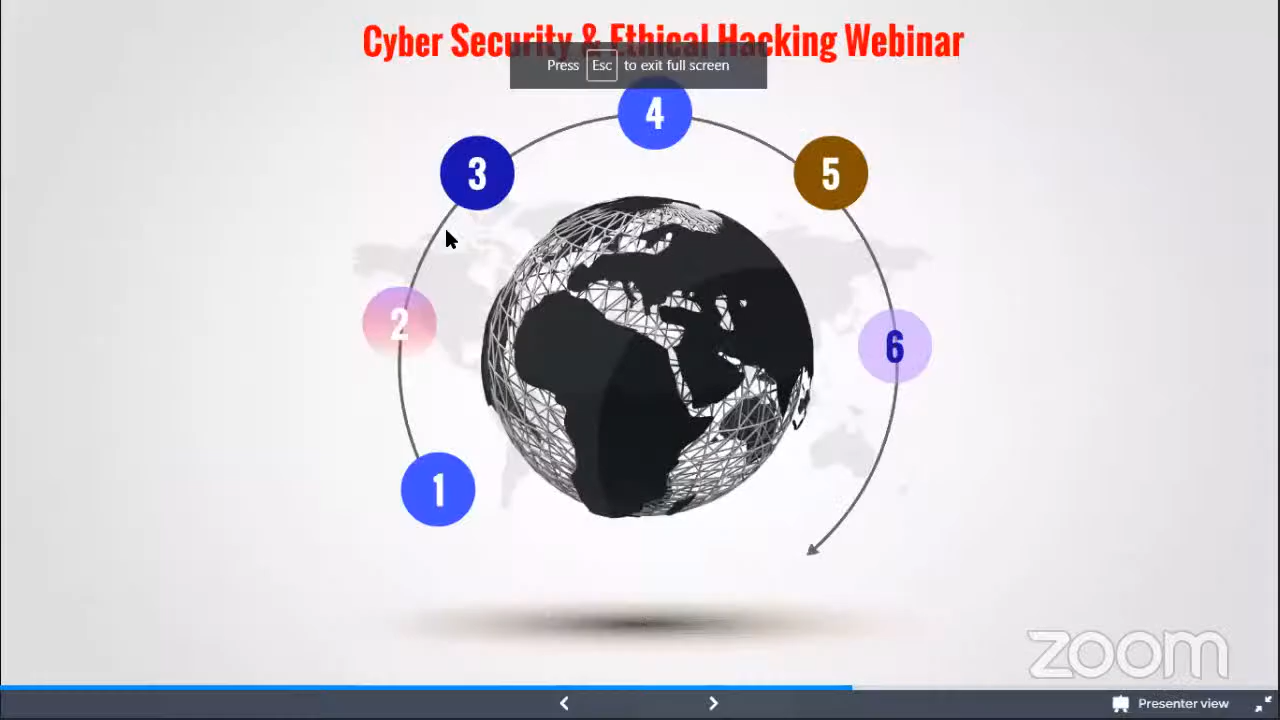 Cyber Security & Ethical Hacking Webinar
Press Esc to exit full screen
4
3
5
2
6
1
zoom
Presenter view